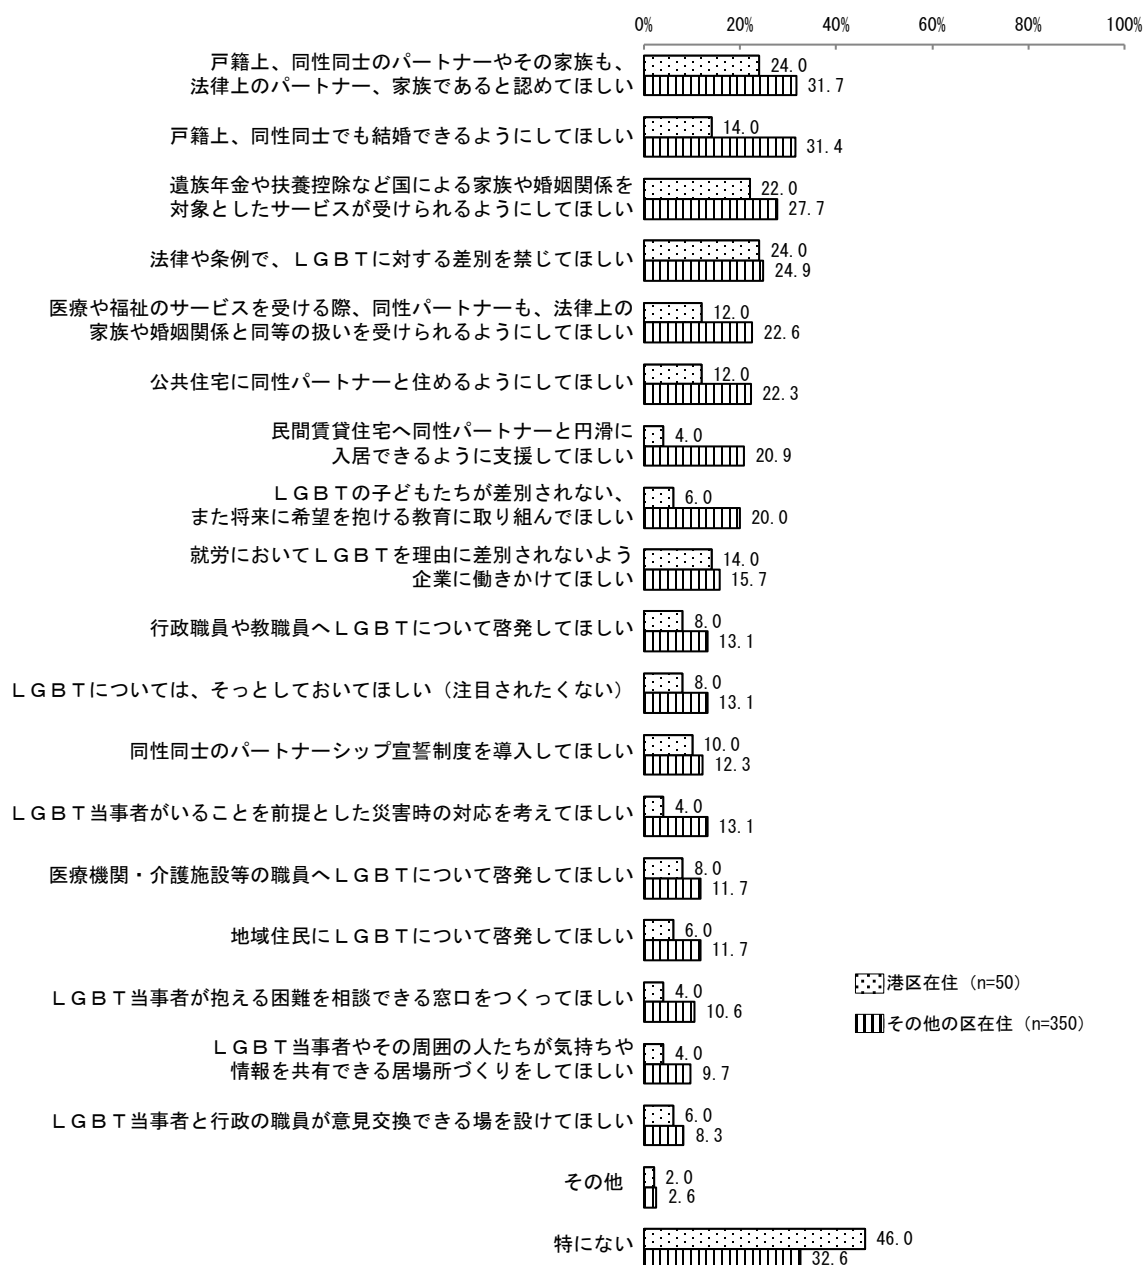 0% 20% 40% 60% 80% 100%
戸籍上、同性同士のパートナーやその家族も、
法律上のパートナー、家族であると認めてほしい
24.0
31.7
戸籍上、同性同士でも結婚できるようにしてほしい
14.0
31.4
遺族年金や扶養控除など国による家族や婚姻関係を
対象としたサービスが受けられるようにしてほしい
22.0
27.7
法律や条例で、ＬＧＢＴに対する差別を禁じてほしい
24.0
24.9
医療や福祉のサービスを受ける際、同性パートナーも、法律上の
家族や婚姻関係と同等の扱いを受けられるようにしてほしい
12.0
22.6
公共住宅に同性パートナーと住めるようにしてほしい
12.0
22.3
民間賃貸住宅へ同性パートナーと円滑に
入居できるように支援してほしい
4.0
20.9
ＬＧＢＴの子どもたちが差別されない、
また将来に希望を抱ける教育に取り組んでほしい
6.0
20.0
就労においてＬＧＢＴを理由に差別されないよう
企業に働きかけてほしい
14.0
15.7
行政職員や教職員へＬＧＢＴについて啓発してほしい
8.0
13.1
ＬＧＢＴについては、そっとしておいてほしい（注目されたくない）
8.0
13.1
同性同士のパートナーシップ宣誓制度を導入してほしい
10.0
12.3
ＬＧＢＴ当事者がいることを前提とした災害時の対応を考えてほしい
4.0
13.1
医療機関・介護施設等の職員へＬＧＢＴについて啓発してほしい
8.0
11.7
地域住民にＬＧＢＴについて啓発してほしい
6.0
11.7
港区在住（n=50）
その他の区在住（n=350）
ＬＧＢＴ当事者が抱える困難を相談できる窓口をつくってほしい
4.0
10.6
ＬＧＢＴ当事者やその周囲の人たちが気持ちや
情報を共有できる居場所づくりをしてほしい
4.0
9.7
ＬＧＢＴ当事者と行政の職員が意見交換できる場を設けてほしい
6.0
8.3
その他
2.0
2.6
特にない
46.0
32.6